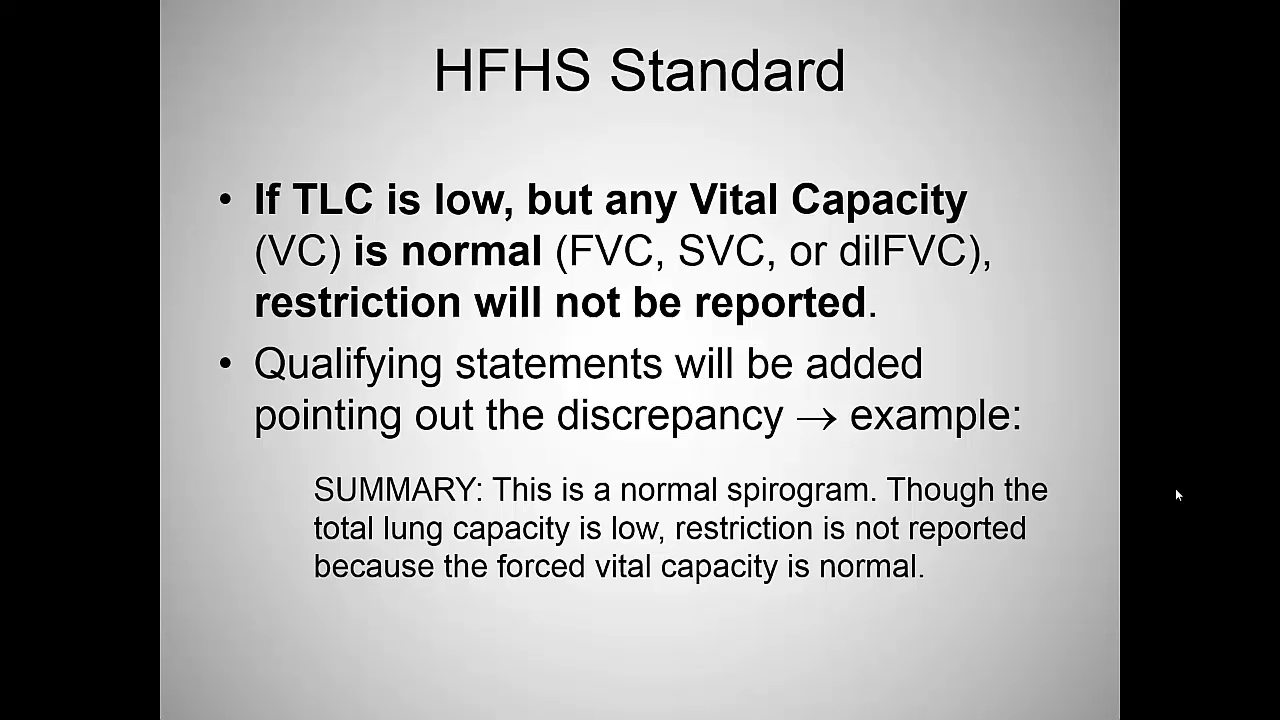 HFHS Standard
• If TLC is low, but any Vital Capacity
(VC) is normal (FVC, SVC, or dilFVC),
restriction will not be reported.
• Qualifying statements will be added
pointing out the discrepancy → example:
SUMMARY: This is a normal spirogram. Though the
total lung capacity is low, restriction is not reported
because the forced vital capacity is normal.